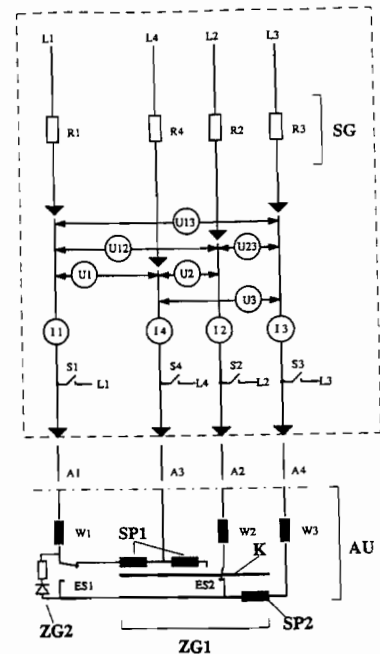 L1 L4 L2 L3
R1 R4 R2 R3 SG
U13
U12 U23
U1 U2
U3
I1 I4 I2 I3
S1 S4 S2 S3
L1 L4 L2 L3
A1 A3 A2 A4
W1 SP1 W2 W3 AU
K
ES1 ES2
SP2
ZG2
ZG1